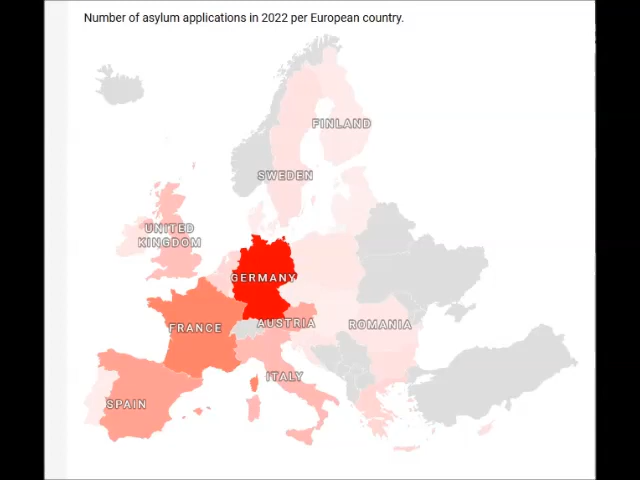 Number of asylum applications in 2022 per European country.
FINLAND
SWEDEN
UNITED
KINGDOM
GERMANY
AUSTRIA
FRANCE
ROMANIA
ITALY
SPAIN